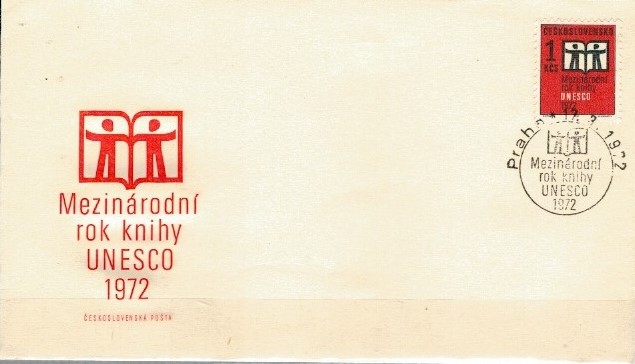 ČESKOSLOVENSKO
1
KČS
Mezinárodní
rok knihy
UNESCO
1972
Praha
1972
Mezinárodní
rok knihy
UNESCO
1972
Mezinárodní
rok knihy
UNESCO
1972
ČESKOSLOVENSKÁ POŠTA